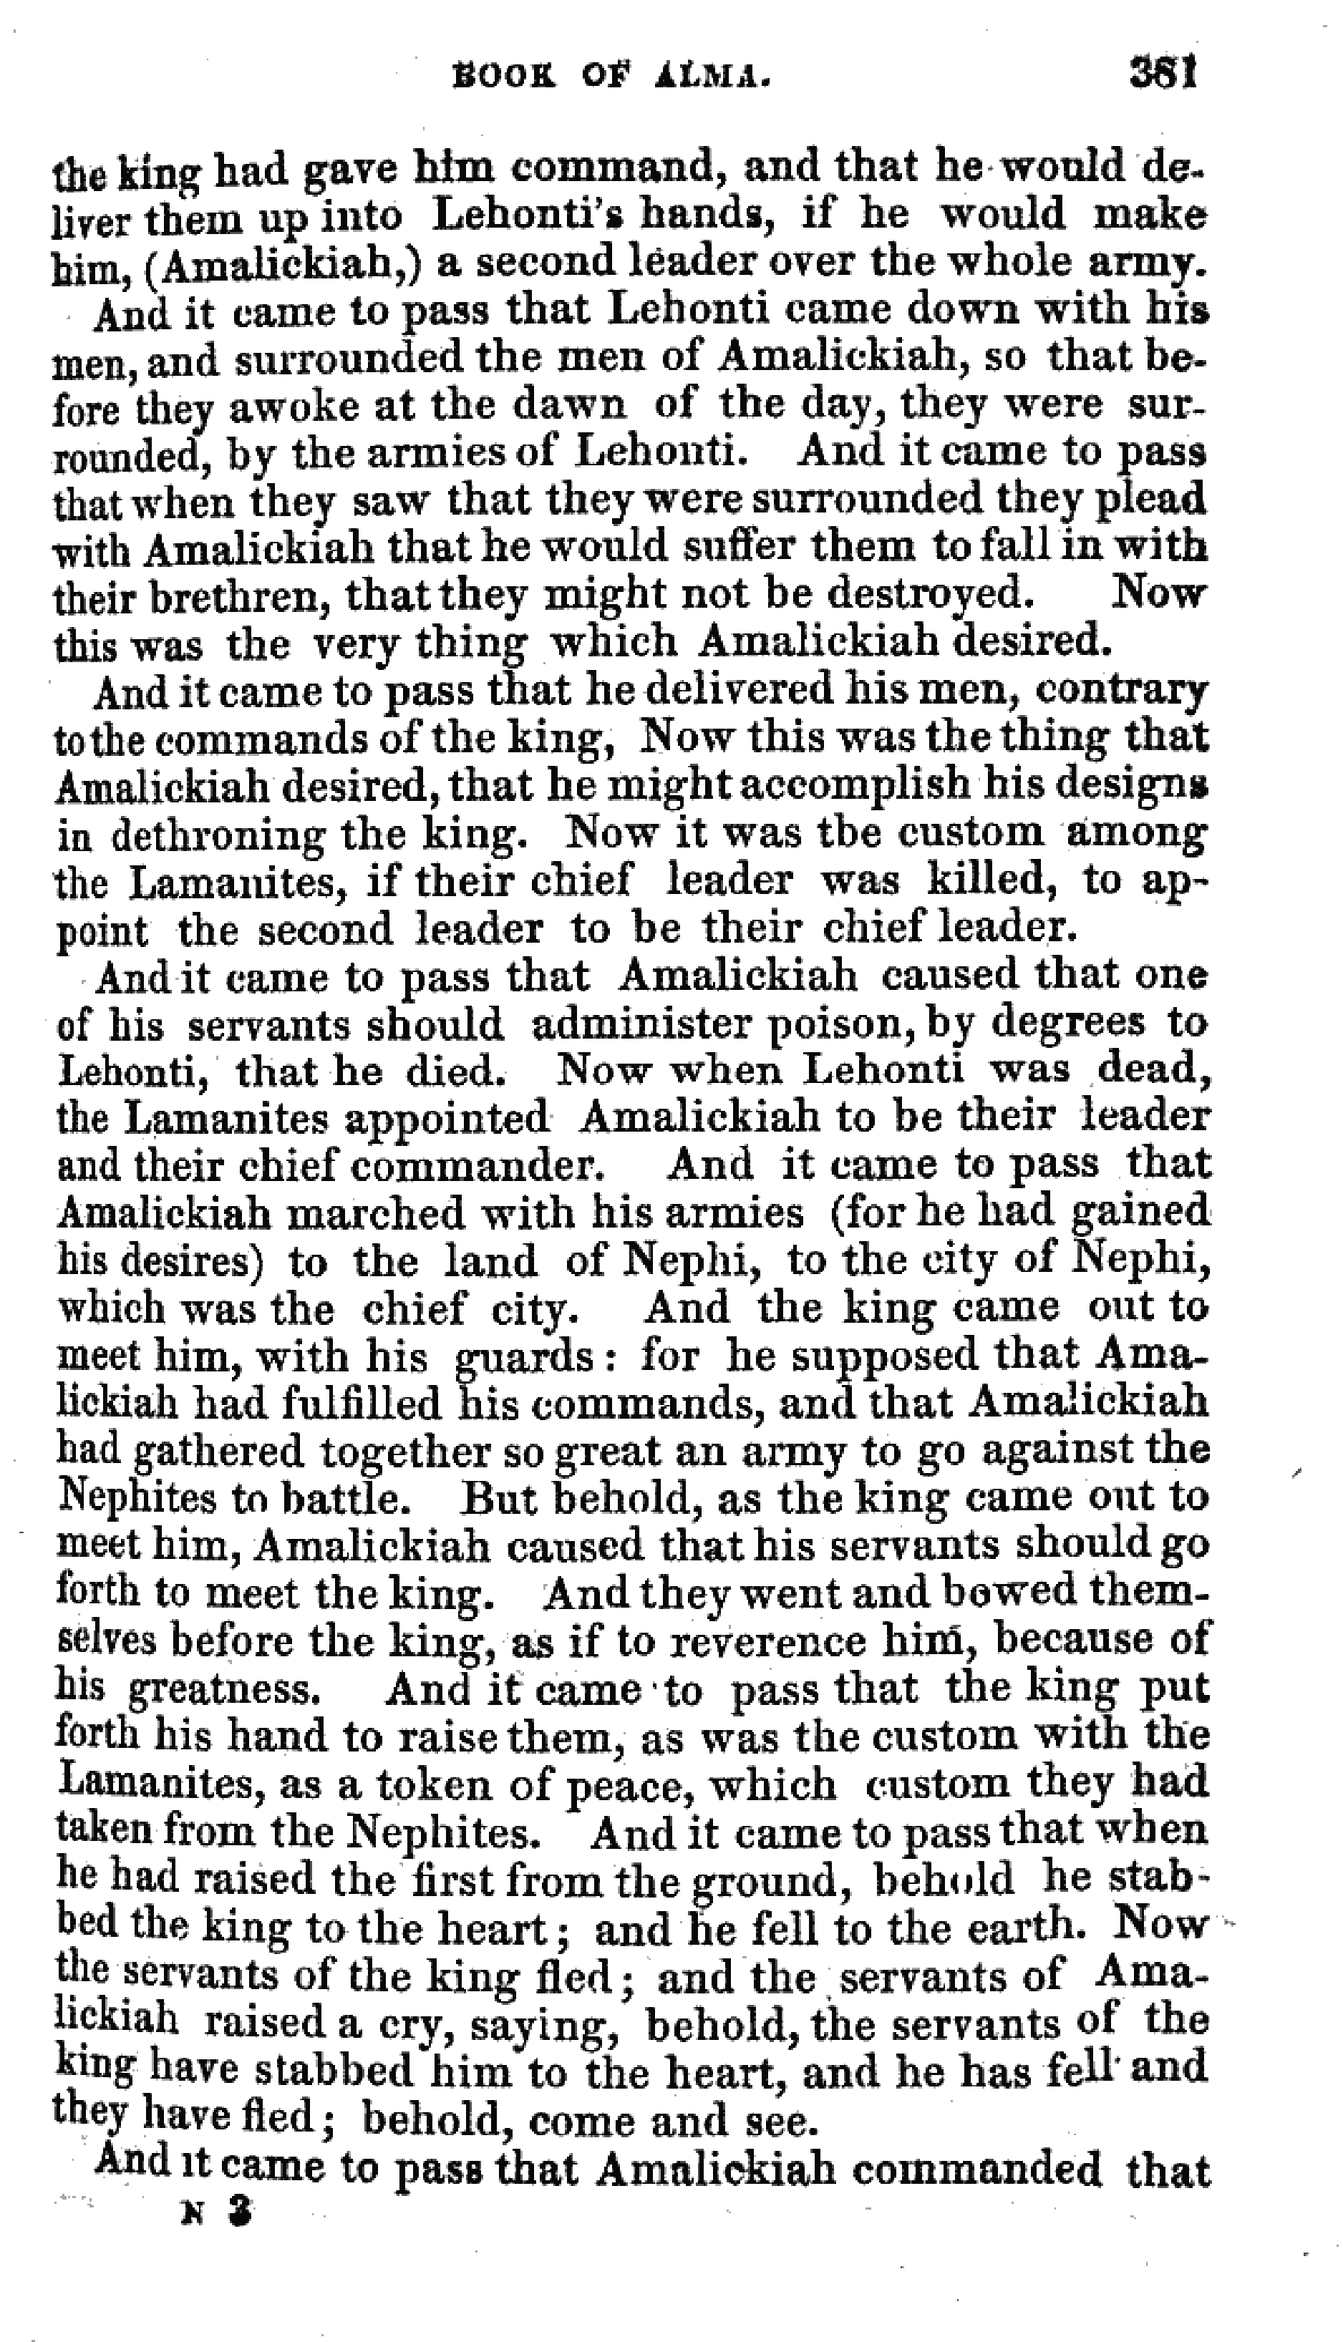 BOOK OF ALMA. 381
the king had gave him command, and that he would de-
liver them up into Lehonti's hands, if he would make
him, (Amalickiah,) a second leader over the whole army.
And it came to pass that Lehonti came down with his
men, and surrounded the men of Amalickiah, so that be-
fore they awoke at the dawn of the day, they were sur-
rounded, by the armies of Lehonti. And it came to pass
that when they saw that they were surrounded they plead
with Amalickiah that he would suffer them to fall in with
their brethren, that they might not be destroyed. Now
this was the very thing which Amalickiah desired.
And it came to pass that he delivered his men, contrary
to the commands of the king, Now this was the thing that
Amalickiah desired, that he might accomplish his designs
in dethroning the king. Now it was tbe custom among
the Lamanites, if their chief leader was killed, to ap-
point the second leader to be their chief leader.
And it came to pass that Amalickiah caused that one
of his servants should administer poison, by degrees to
Lehonti, that he died. Now when Lehonti was dead,
the Lamanites appointed Amalickiah to be their leader
and their chief commander. And it came to pass that
Amalickiah marched with his armies (for he had gained
his desires) to the land of Nephi, to the city of Nephi,
which was the chief city. And the king came out to
meet him, with his guards: for he supposed that Ama-
lickiah had fulfilled his commands, and that Amalickiah
had gathered together so great an army to go against the
Nephites to battle. But behold, as the king came out to
meet him, Amalickiah caused that his servants should go
forth to meet the king. And they went and bowed them-
selves before the king, as if to reverence him, because of
his greatness. And it came to pass that the king put
forth his hand to raise them, as was the custom with the
Lamanites, as a token of peace, which custom they had
taken from the Nephites. And it came to pass that when
he had raised the first from the ground, behold he stab-
bed the king to the heart; and he fell to the earth. Now
the servants of the king fled; and the servants of Ama-
lickiah raised a cry, saying, behold, the servants of the
king have stabbed him to the heart, and he has fell and
they have fled; behold, come and see.
And it came to pass that Amalickiah commanded that
N 3